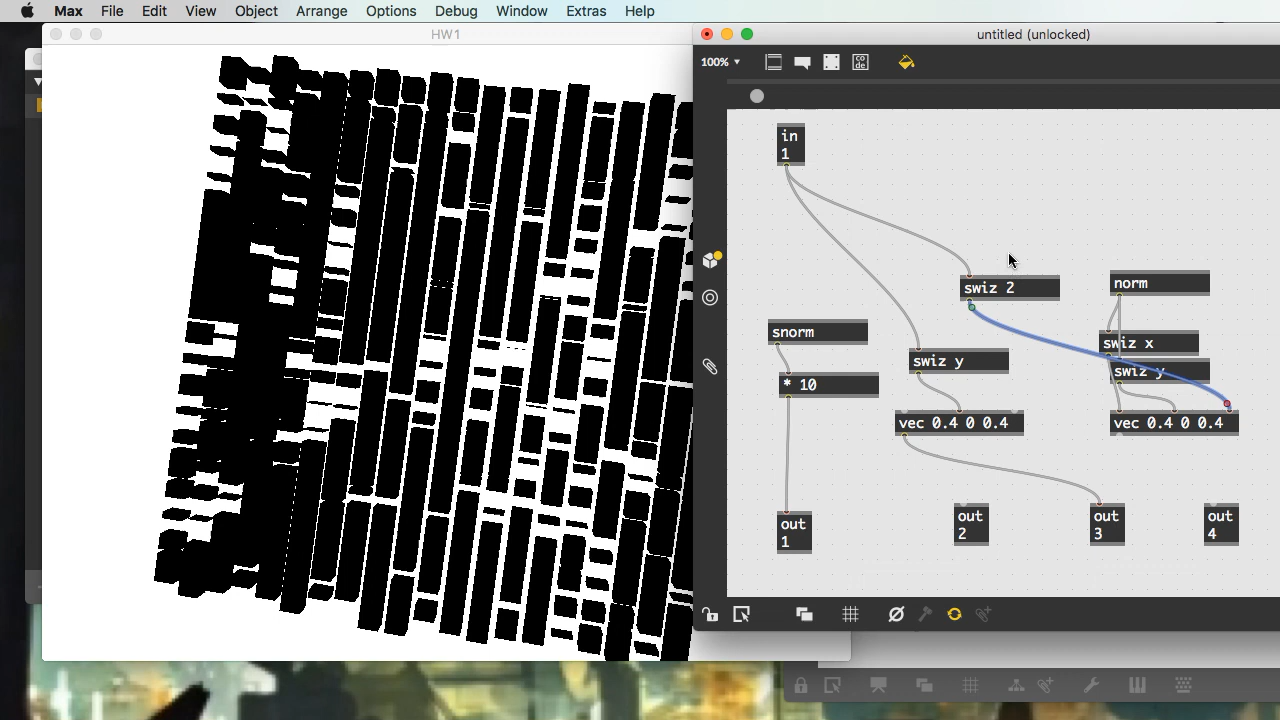 Max File Edit View Object Arrange Options Debug Window Extras Help
HW1
untitled (unlocked)
100%
co
de
in
1
swiz 2
norm
snorm
swiz x
swiz y
swiz y
* 10
vec 0.4 0 0.4
vec 0.4 0 0.4
out
1
out
2
out
3
out
4